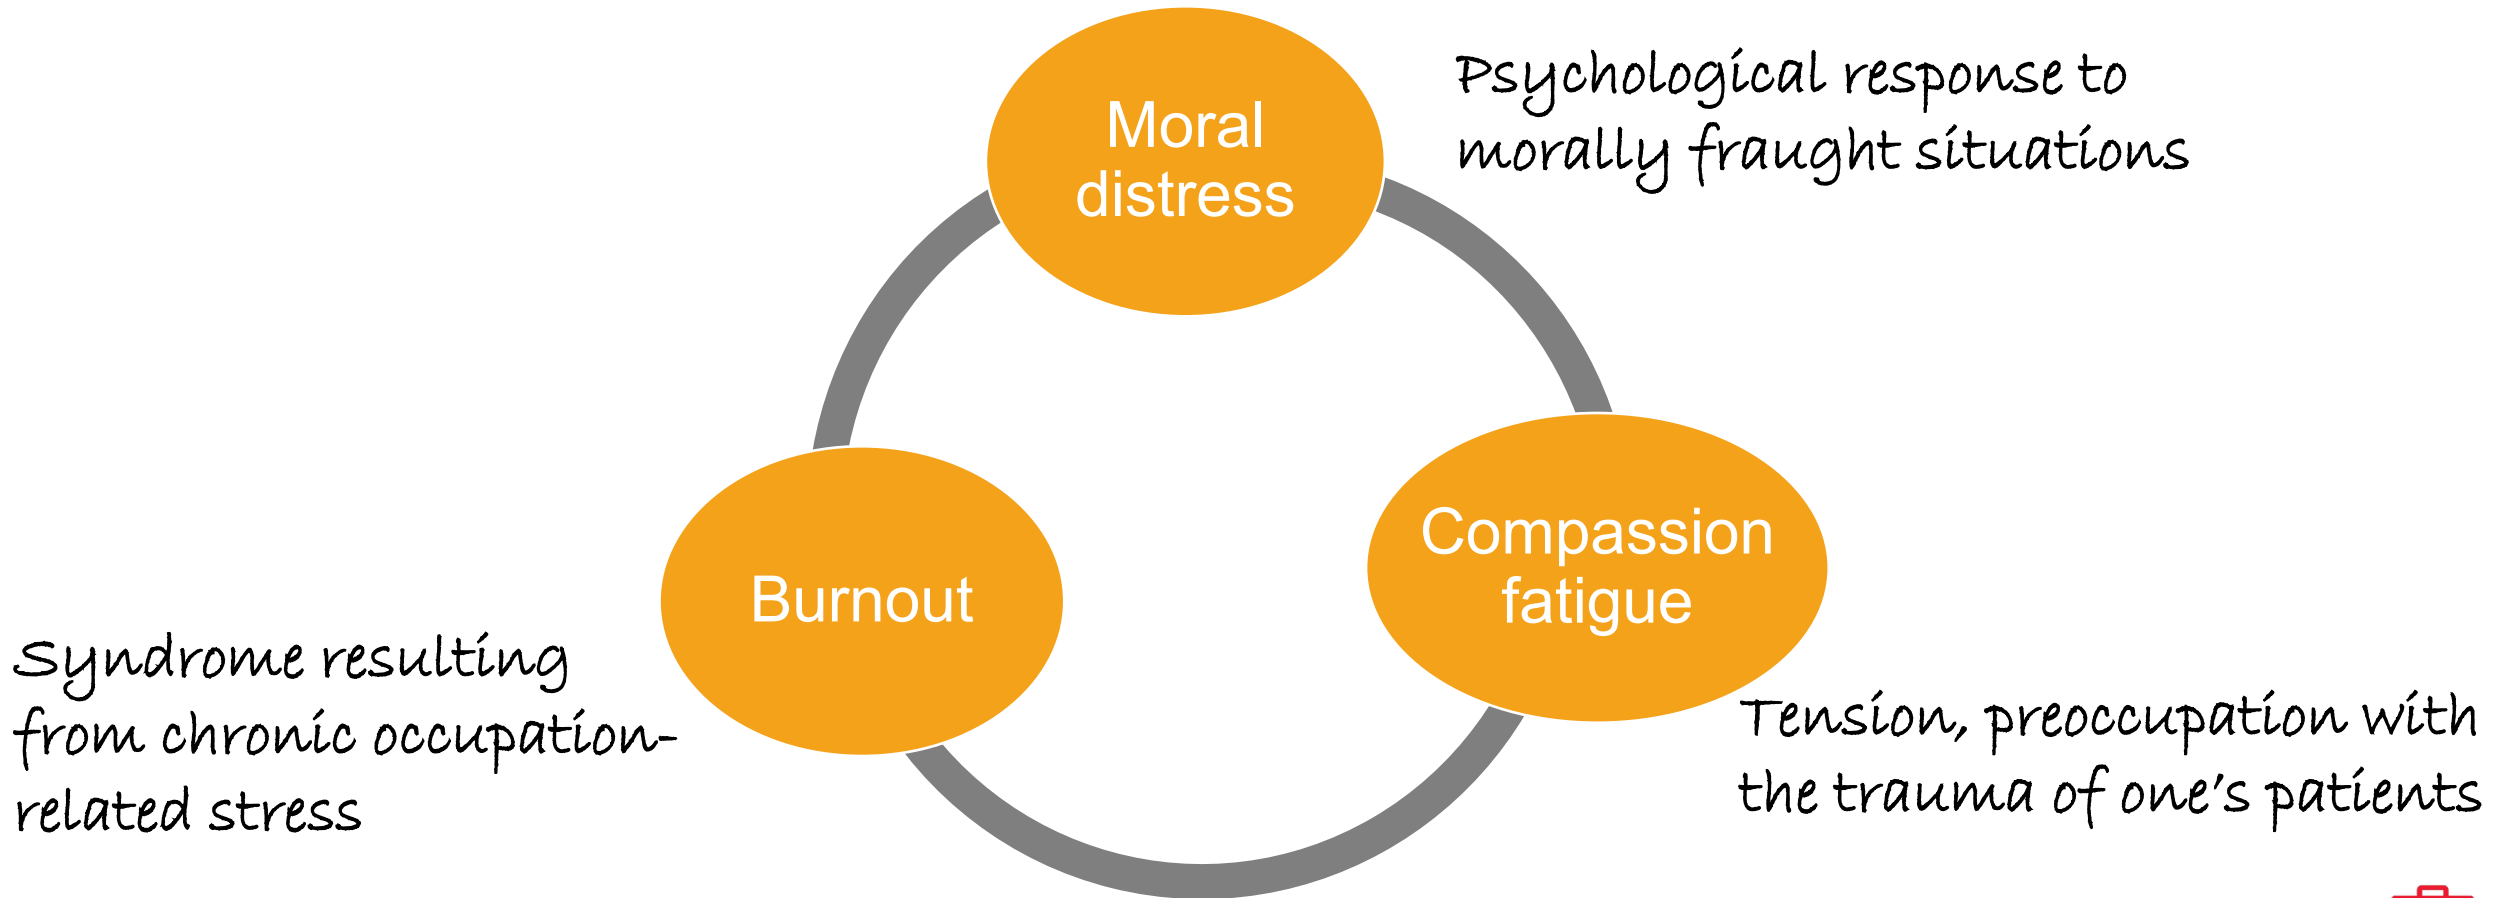 Moral
distress
Psychological response to
morally fraught situations
Compassion
fatigue
Tension, preoccupation with
the trauma of one's patients
Burnout
Syndrome resulting
from chronic occupation-
related stress